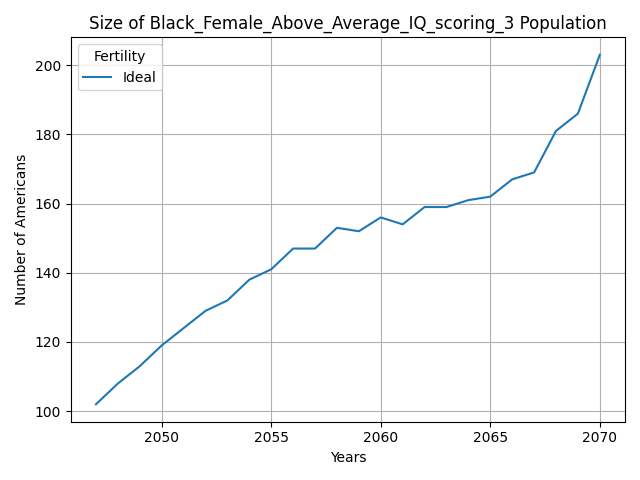 Size of Black_Female_Above_Average_IQ_scoring_3 Population
Fertility
Ideal
Number of Americans
200
180
160
140
120
100
2050 2055 2060 2065 2070
Years